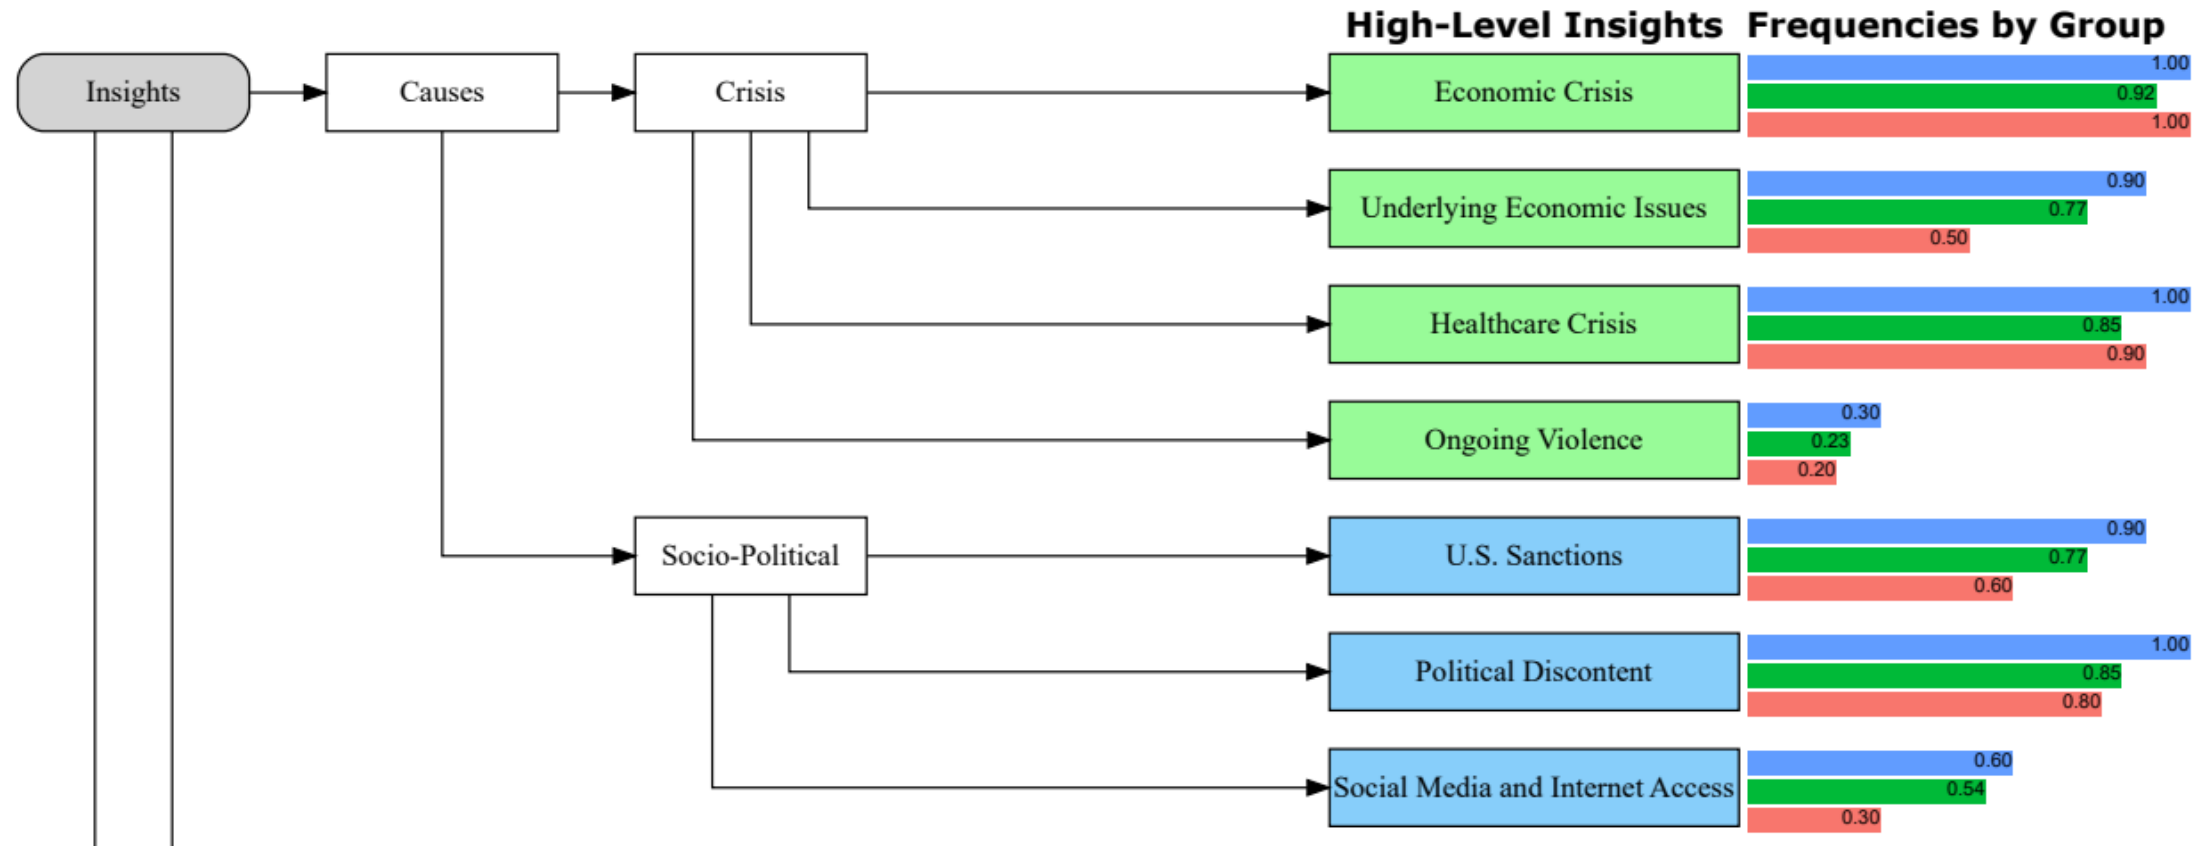 High-Level Insights Frequencies by Group
Insights
Causes
Crisis
Economic Crisis
1.00
0.92
1.00
Underlying Economic Issues
0.90
0.77
0.50
Healthcare Crisis
1.00
0.85
0.90
Ongoing Violence
0.30
0.23
0.20
Socio-Political
U.S. Sanctions
0.90
0.77
0.60
Political Discontent
1.00
0.85
0.80
Social Media and Internet Access
0.60
0.54
0.30